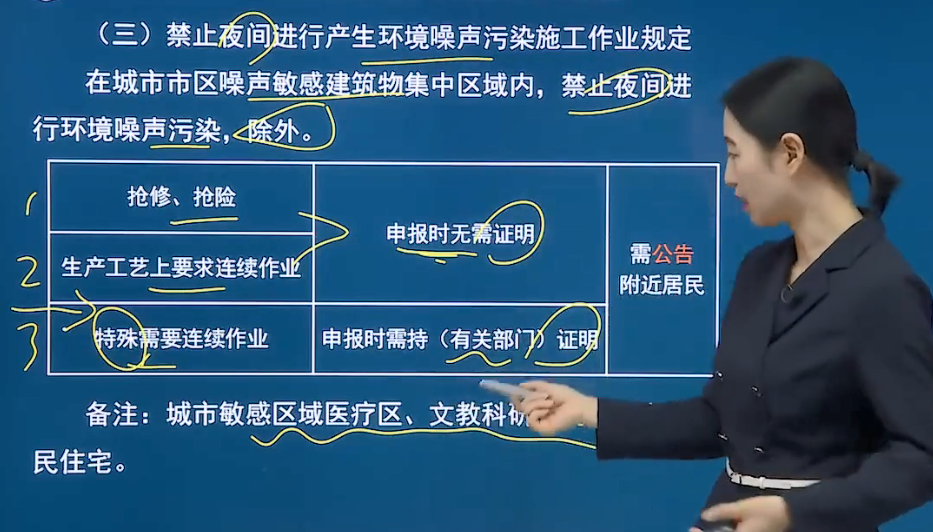 （三）禁止夜间进行产生环境噪声污染施工作业规定
在城市市区噪声敏感建筑物集中区域内，禁止夜间进
行环境噪声污染，除外。
1
抢修、抢险
申报时无需证明
需公告
附近居民
2
生产工艺上要求连续作业
3
特殊需要连续作业
申报时需持（有关部门）证明
备注：城市敏感区域医疗区、文教科研
民住宅。